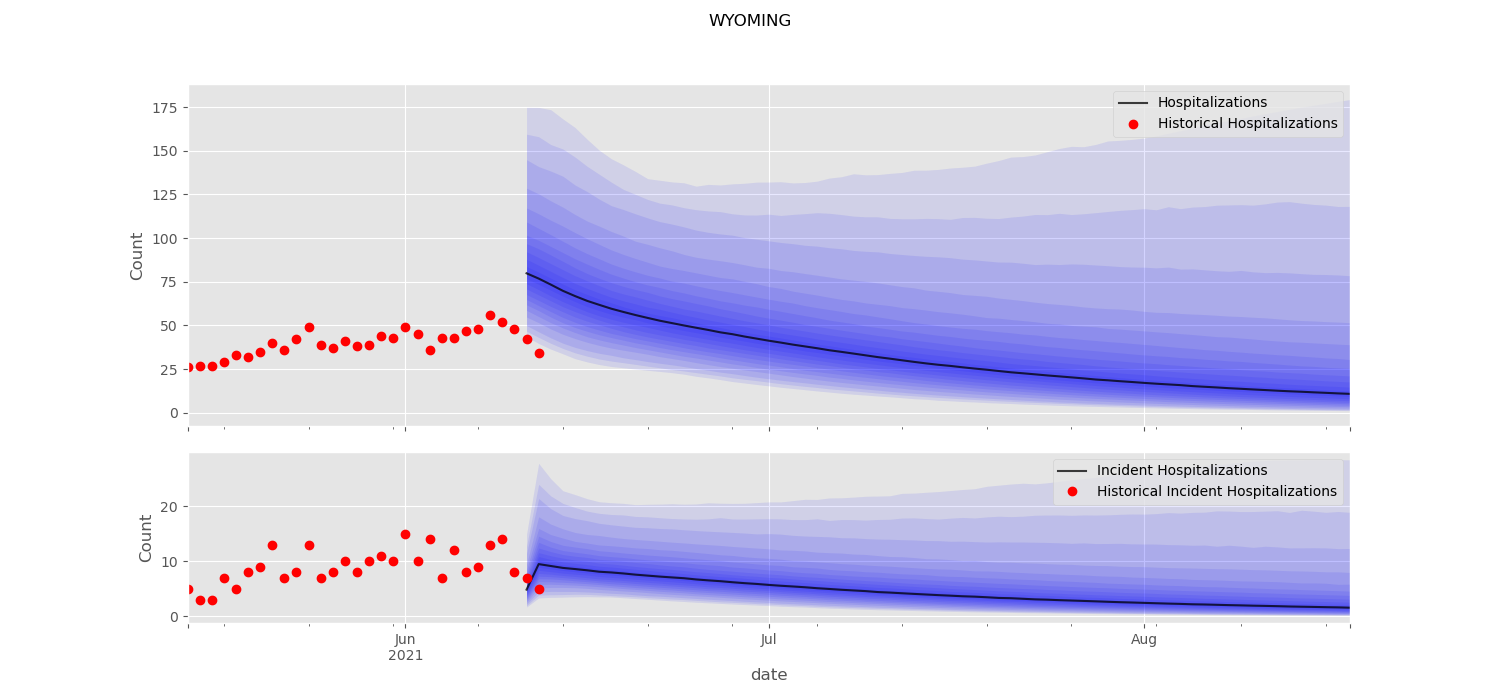 WYOMING
175
150
125
100
75
50
25
0
Count
Hospitalizations
Historical Hospitalizations
20
10
0
Count
Incident Hospitalizations
Historical Incident Hospitalizations
Jun
2021
Jul
Aug
date